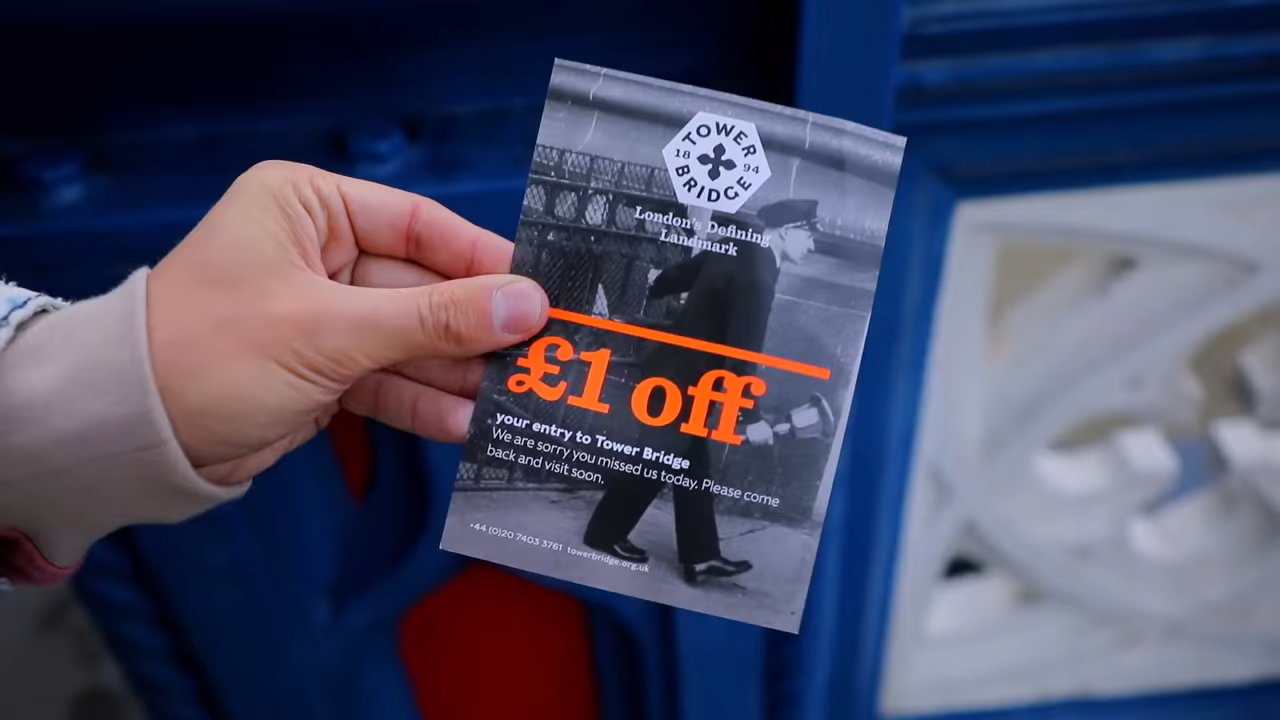 TOWER
18 94
BRIDGE
London's Defining
Landmark
£1 off
your entry to Tower Bridge
We are sorry you missed us today. Please come
back and visit soon.
+44 (0)20 7403 3761 towerbridge.org.uk